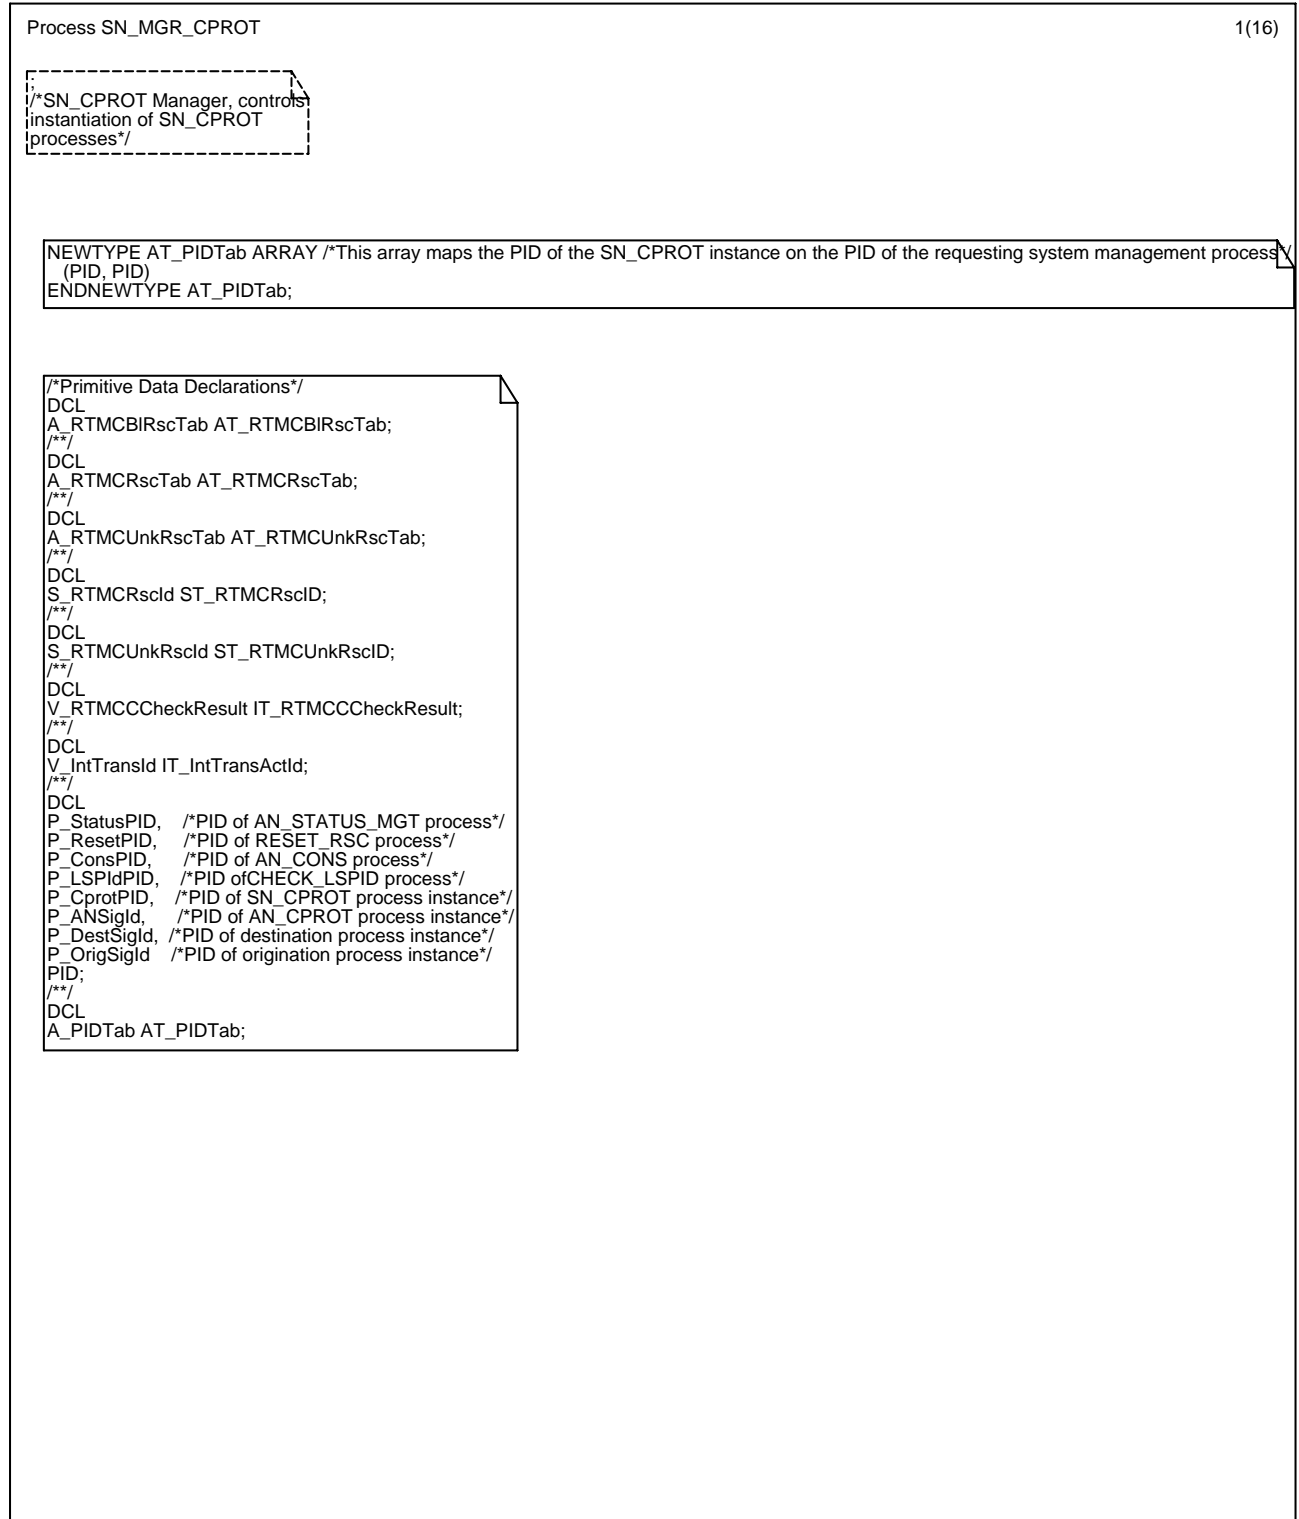 Process SN_MGR_CPROT 1(16)
;
/*SN_CPROT Manager, controls
instantiation of SN_CPROT
processes*/
NEWTYPE AT_PIDTab ARRAY /*This array maps the PID of the SN_CPROT instance on the PID of the requesting system management process*/
(PID, PID)
ENDNEWTYPE AT_PIDTab;
/*Primitive Data Declarations*/
DCL
A_RTMCBlRscTab AT_RTMCBlRscTab;
/**/
DCL
A_RTMCRscTab AT_RTMCRscTab;
/**/
DCL
A_RTMCUnkRscTab AT_RTMCUnkRscTab;
/**/
DCL
S_RTMCRscId ST_RTMCRscID;
/**/
DCL
S_RTMCUnkRscId ST_RTMCUnkRscID;
/**/
DCL
V_RTMCCCheckResult IT_RTMCCCheckResult;
/**/
DCL
V_IntTransId IT_IntTransActId;
/**/
DCL
P_StatusPID, /*PID of AN_STATUS_MGT process*/
P_ResetPID, /*PID of RESET_RSC process*/
P_ConsPID, /*PID of AN_CONS process*/
P_LSPIdPID, /*PID ofCHECK_LSPID process*/
P_CprotPID, /*PID of SN_CPROT process instance*/
P_ANSigId, /*PID of AN_CPROT process instance*/
P_DestSigId, /*PID of destination process instance*/
P_OrigSigId /*PID of origination process instance*/
PID;
/**/
DCL
A_PIDTab AT_PIDTab;